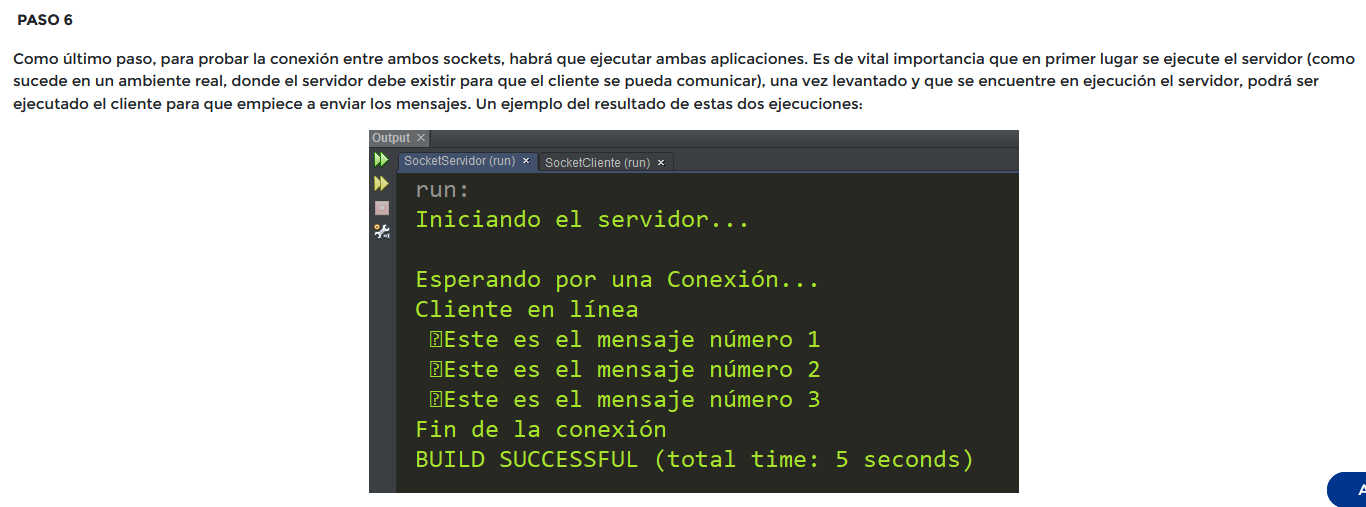 PASO 6
Como último paso, para probar la conexión entre ambos sockets, habrá que ejecutar ambas aplicaciones. Es de vital importancia que en primer lugar se ejecute el servidor (como
sucede en un ambiente real, donde el servidor debe existir para que el cliente se pueda comunicar), una vez levantado y que se encuentre en ejecución el servidor, podrá ser
ejecutado el cliente para que empiece a enviar los mensajes. Un ejemplo del resultado de estas dos ejecuciones:
Output ×
SocketServidor (run) × SocketCliente (run) ×
run:
Iniciando el servidor...
Esperando por una Conexión...
Cliente en línea
⍰Este es el mensaje número 1
⍰Este es el mensaje número 2
⍰Este es el mensaje número 3
Fin de la conexión
BUILD SUCCESSFUL (total time: 5 seconds)